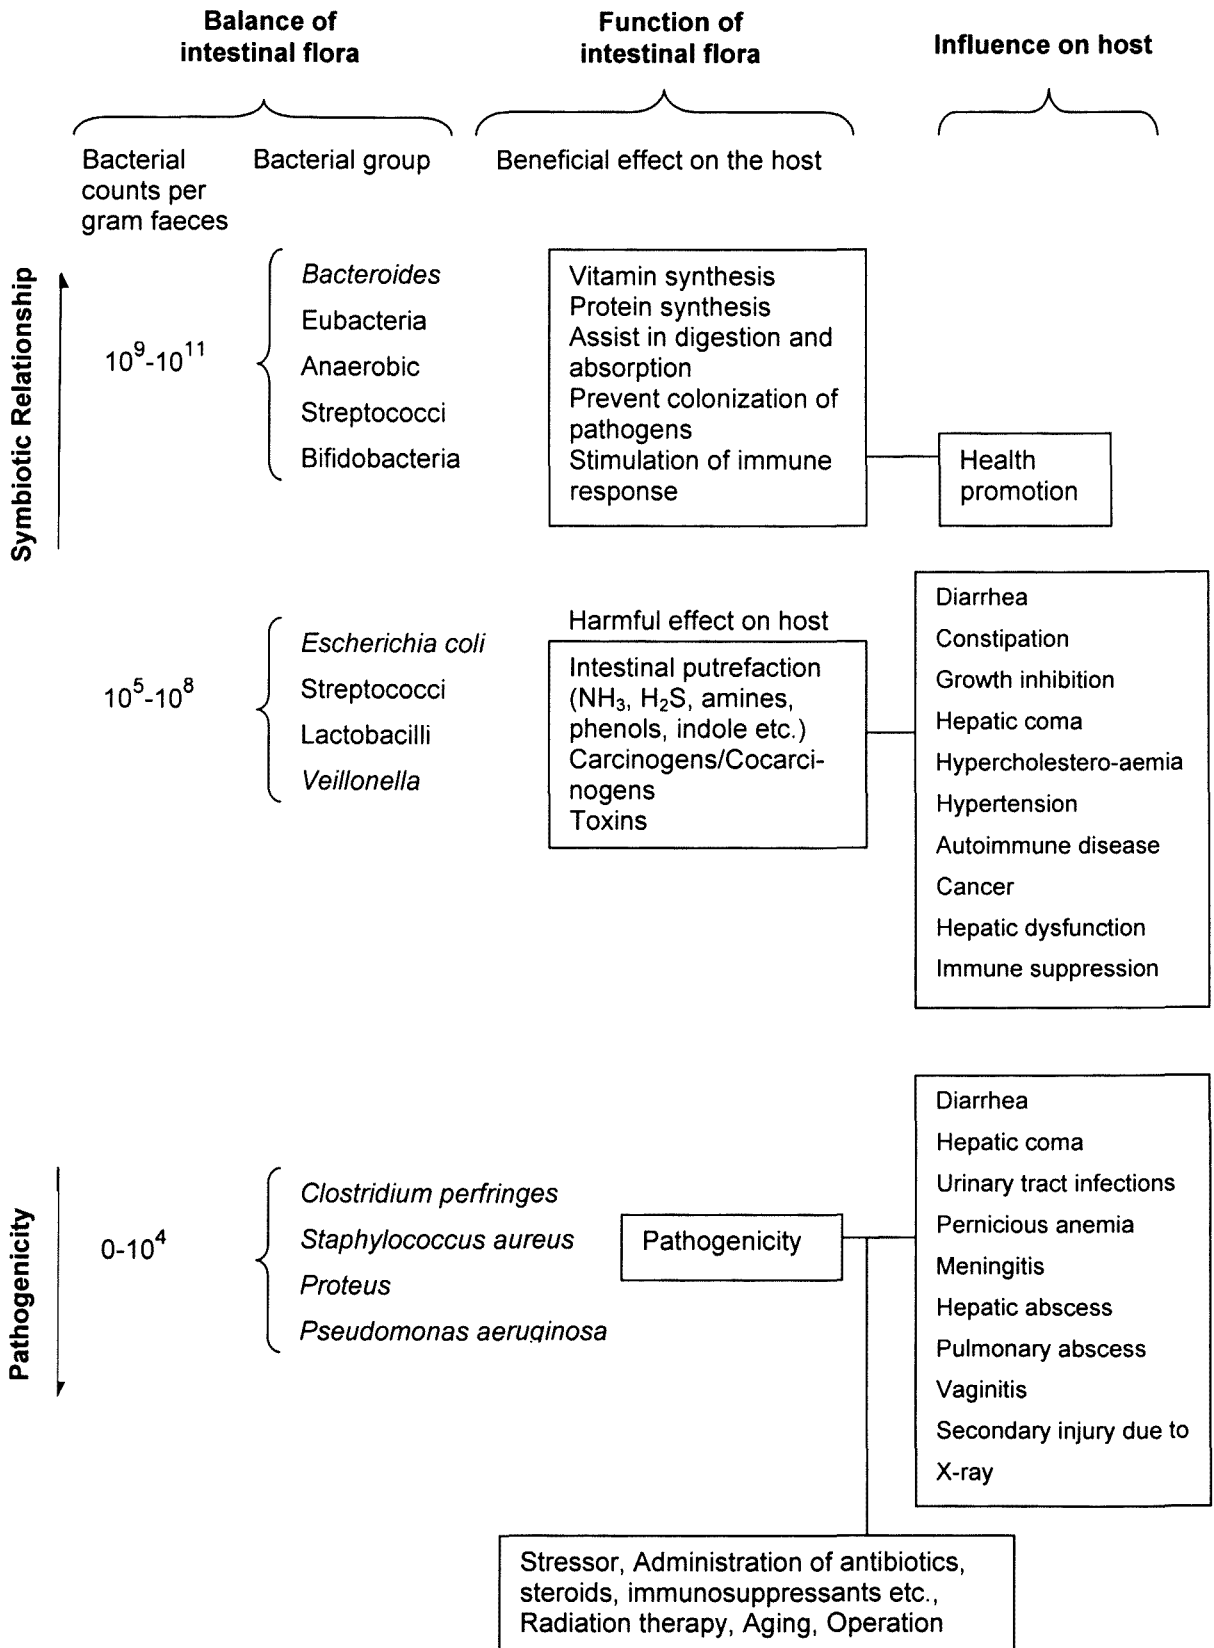 Balance of
intestinal flora
Function of
intestinal flora
Influence on host
Bacterial
counts per
gram faeces
Bacterial group
Beneficial effect on the host
Symbiotic Relationship
10⁹-10¹¹
Bacteroides
Eubacteria
Anaerobic
Streptococci
Bifidobacteria
Vitamin synthesis
Protein synthesis
Assist in digestion and
absorption
Prevent colonization of
pathogens
Stimulation of immune
response
Health
promotion
10⁵-10⁸
Escherichia coli
Streptococci
Lactobacilli
Veillonella
Harmful effect on host
Intestinal putrefaction
(NH₃, H₂S, amines,
phenols, indole etc.)
Carcinogens/Cocarci-
nogens
Toxins
Diarrhea
Constipation
Growth inhibition
Hepatic coma
Hypercholestero-aemia
Hypertension
Autoimmune disease
Cancer
Hepatic dysfunction
Immune suppression
Pathogenicity
0-10⁴
Clostridium perfringes
Staphylococcus aureus
Proteus
Pseudomonas aeruginosa
Pathogenicity
Diarrhea
Hepatic coma
Urinary tract infections
Pernicious anemia
Meningitis
Hepatic abscess
Pulmonary abscess
Vaginitis
Secondary injury due to
X-ray
Stressor, Administration of antibiotics,
steroids, immunosuppressants etc.,
Radiation therapy, Aging, Operation